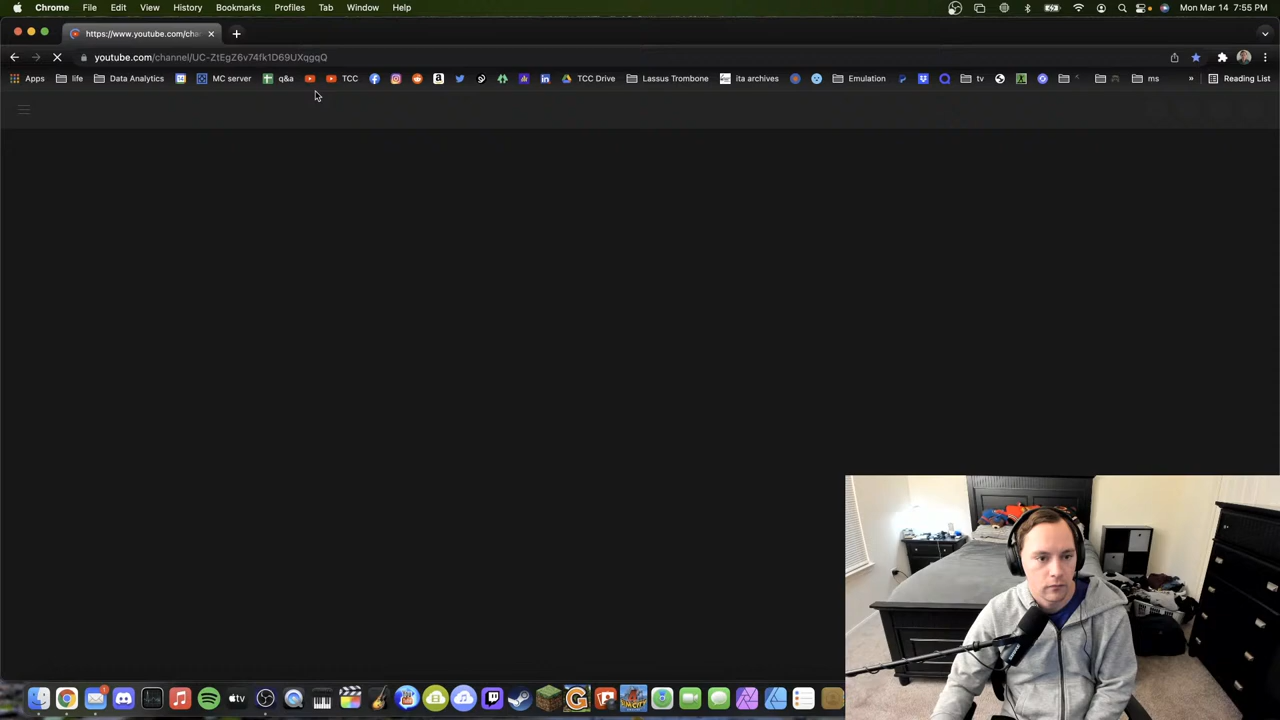 Chrome File Edit View History Bookmarks Profiles Tab Window Help Mon Mar 14 7:55 PM
https://www.youtube.com/cha
youtube.com/channel/UC-ZtEgZ6v74fk1D69UXqgqQ
Apps life Data Analytics MC server q&a TCC TCC Drive Lassus Trombone ita archives Emulation tv ms » Reading List